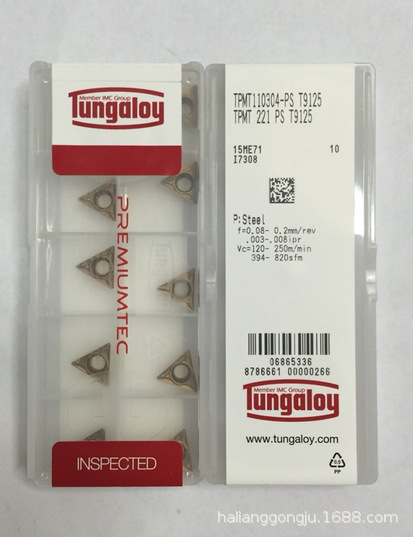 Member IMC Group
Tungaloy
PREMIUMTEC
INSPECTED
TPMT110304-PS T9125
TPMT 221 PS T9125
15ME71 10
I7308
P:Steel
f=0.08- 0.2mm/rev
.003-.008ipr
Vc=120- 250m/min
394- 820sfm
06865336
8786661 00000266
Member IMC Group
Tungaloy
www.tungaloy.com
PP
haliangongju.1688.com